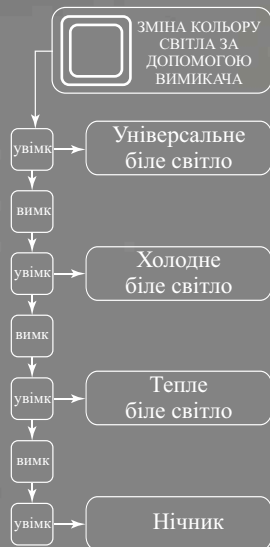 ЗМІНА КОЛЬОРУ
СВІТЛА ЗА
ДОПОМОГОЮ
ВИМИКАЧА
увімк
Універсальне
біле світло
вимк
увімк
Холодне
біле світло
вимк
увімк
Тепле
біле світло
вимк
увімк
Нічник